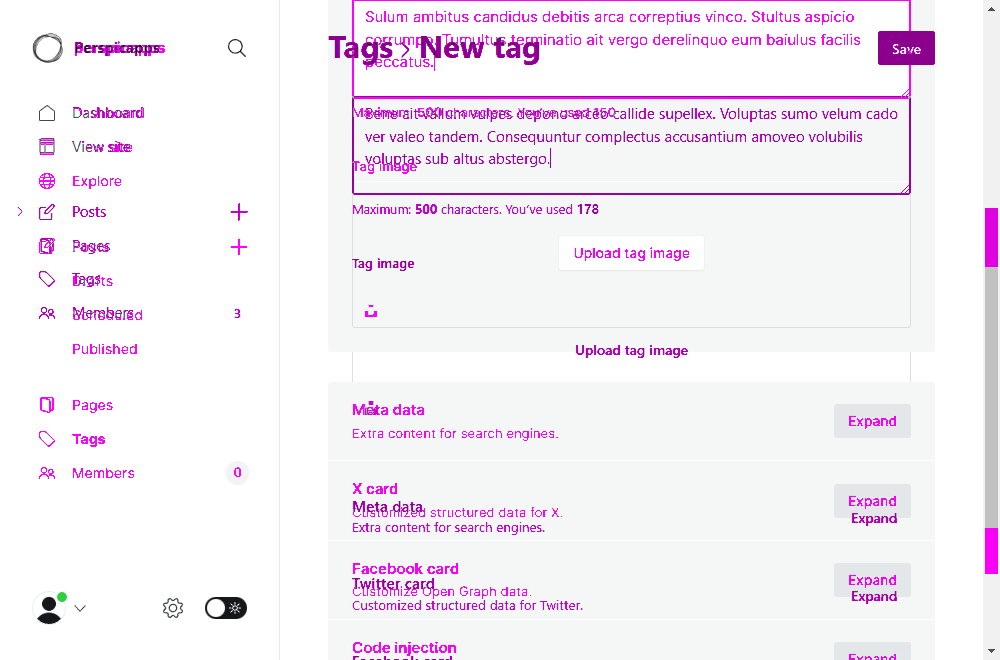 Perspicapps
Dashboard
View site
Explore
Posts
Pages
Posts
Tags
Drafts
Members
Scheduled
3
Published
Pages
Tags
Members
0
Tags
New tag
Save
Sulum ambitus candidus debitis arca correptius vinco. Stultus aspicio
corrumpo. Tumultus terminatio ait vergo derelinquo eum baiulus facilis
peccatus.
Maximum: 500 characters. You've used 150
callide supellex. Voluptas sumo velum cado
ver valeo tandem. Consequuntur complectus accusantium amoveo volubilis
voluptas sub altus abstergo.
Tag image
Maximum: 500 characters. You've used 178
Tag image
Upload tag image
Upload tag image
Meta data
Extra content for search engines.
Expand
X card
Customized structured data for X.
Expand
Meta data
Extra content for search engines.
Expand
Facebook card
Customize Open Graph data.
Expand
Twitter card
Customized structured data for Twitter.
Expand
Code injection
Facebook card
Expand